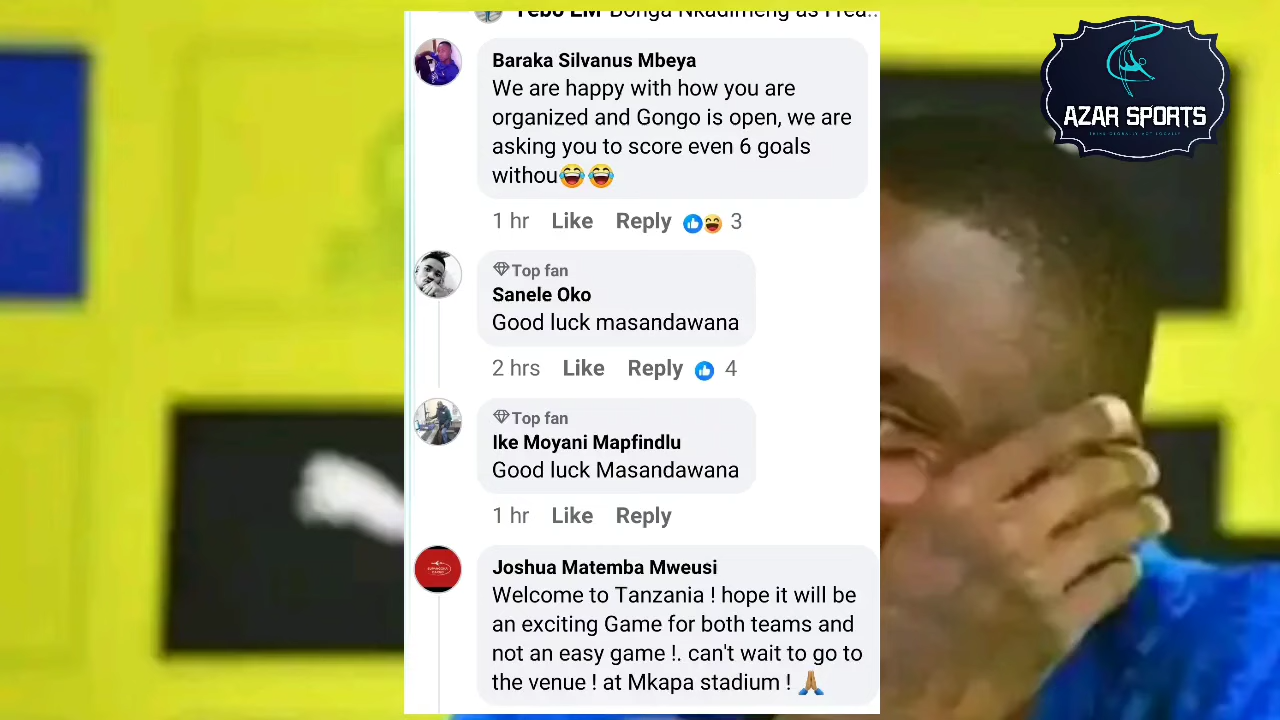 Baraka Silvanus Mbeya
We are happy with how you are
organized and Gongo is open, we are
asking you to score even 6 goals
withou😂😂
1 hr Like Reply 3
Top fan
Sanele Oko
Good luck masandawana
2 hrs Like Reply 4
Top fan
Ike Moyani Mapfindlu
Good luck Masandawana
1 hr Like Reply
Joshua Matemba Mweusi
Welcome to Tanzania ! hope it will be
an exciting Game for both teams and
not an easy game !. can't wait to go to
the venue ! at Mkapa stadium ! 🙏🏽
AZAR SPORTS